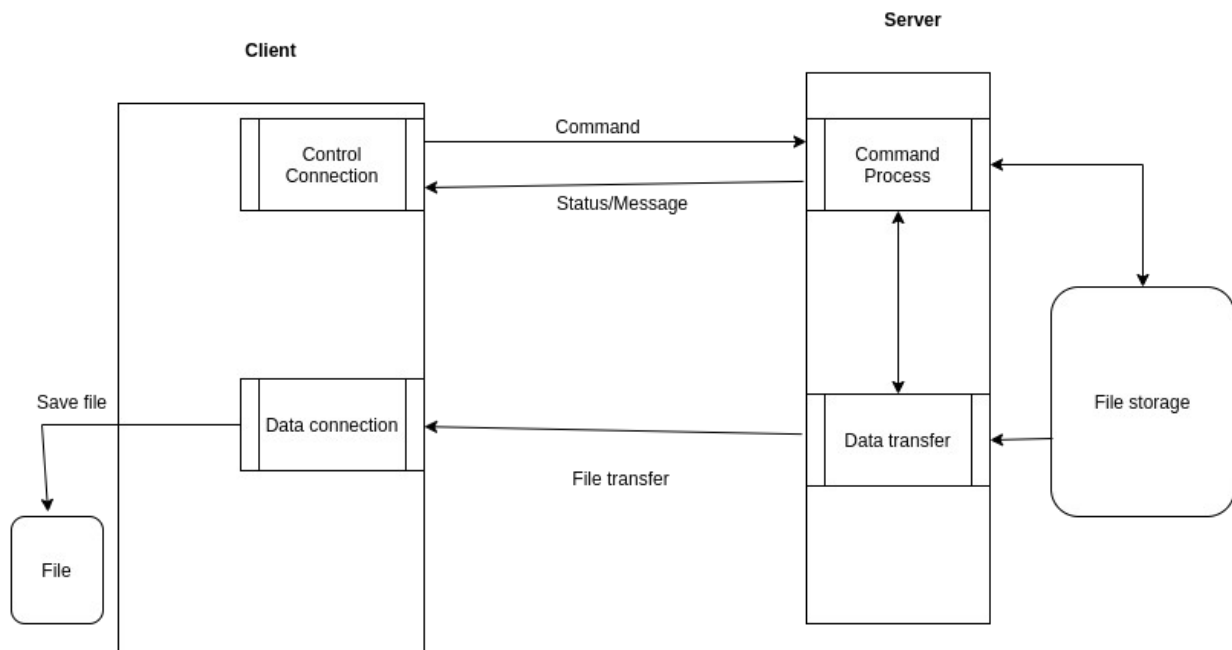 Server
Client
Command
Control
Connection
Command
Process
Status/Message
Save file
Data connection
File transfer
Data transfer
File storage
File